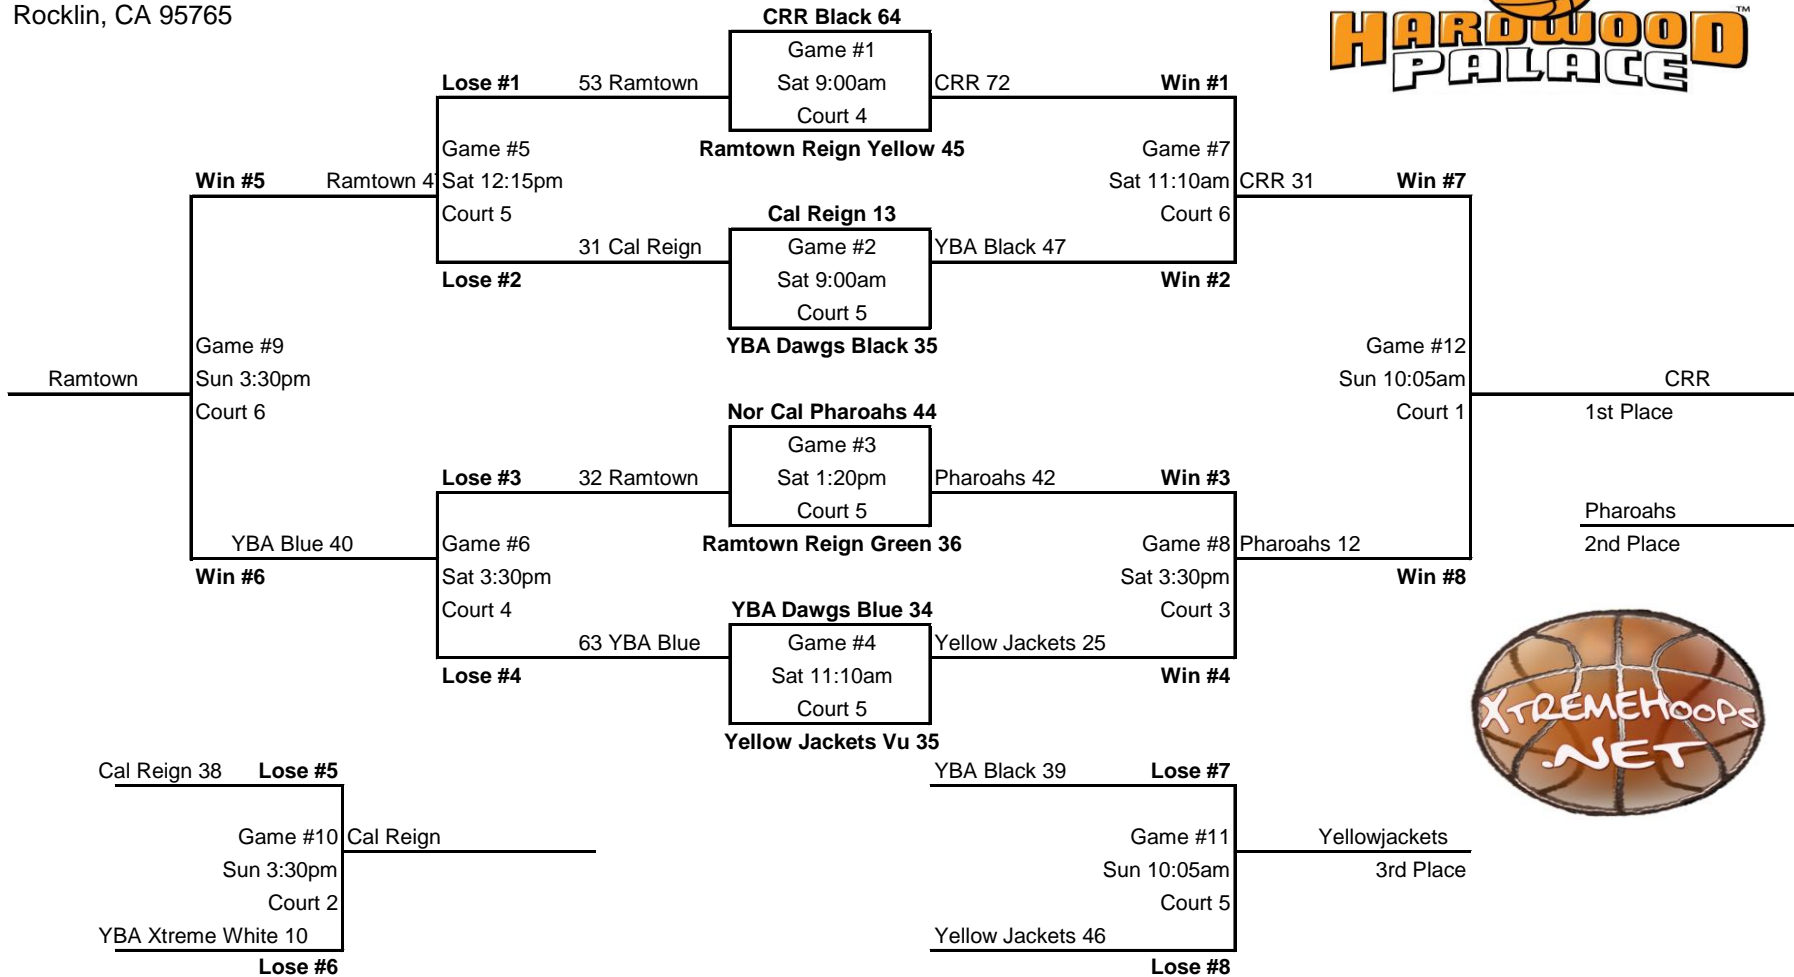 Rocklin, CA 95765
HARDWOOD
PALACE
TM
CRR Black 64
Game #1
Sat 9:00am
Court 4
Ramtown Reign Yellow 45
Lose #1
53 Ramtown
CRR 72
Win #1
Game #5
Sat 12:15pm
Court 5
Game #7
Sat 11:10am
Court 6
Win #5
Ramtown
CRR 31
Win #7
Cal Reign 13
Game #2
Sat 9:00am
Court 5
YBA Dawgs Black 35
31 Cal Reign
Lose #2
YBA Black 47
Win #2
Game #9
Sun 3:30pm
Court 6
Ramtown
Game #12
Sun 10:05am
Court 1
CRR
1st Place
Nor Cal Pharoahs 44
Game #3
Sat 1:20pm
Court 5
Ramtown Reign Green 36
Lose #3
32 Ramtown
Pharoahs 42
Win #3
Pharoahs
2nd Place
YBA Blue 40
Win #6
Game #6
Sat 3:30pm
Court 4
Game #8
Sat 3:30pm
Court 3
Pharoahs 12
Win #8
YBA Dawgs Blue 34
Game #4
Sat 11:10am
Court 5
Yellow Jackets Vu 35
63 YBA Blue
Lose #4
Yellow Jackets 25
Win #4
XTREMEHOOPS
.NET
Cal Reign 38
Lose #5
Game #10
Sun 3:30pm
Court 2
Cal Reign
YBA Xtreme White 10
Lose #6
YBA Black 39
Lose #7
Game #11
Sun 10:05am
Court 5
Yellowjackets
3rd Place
Yellow Jackets 46
Lose #8